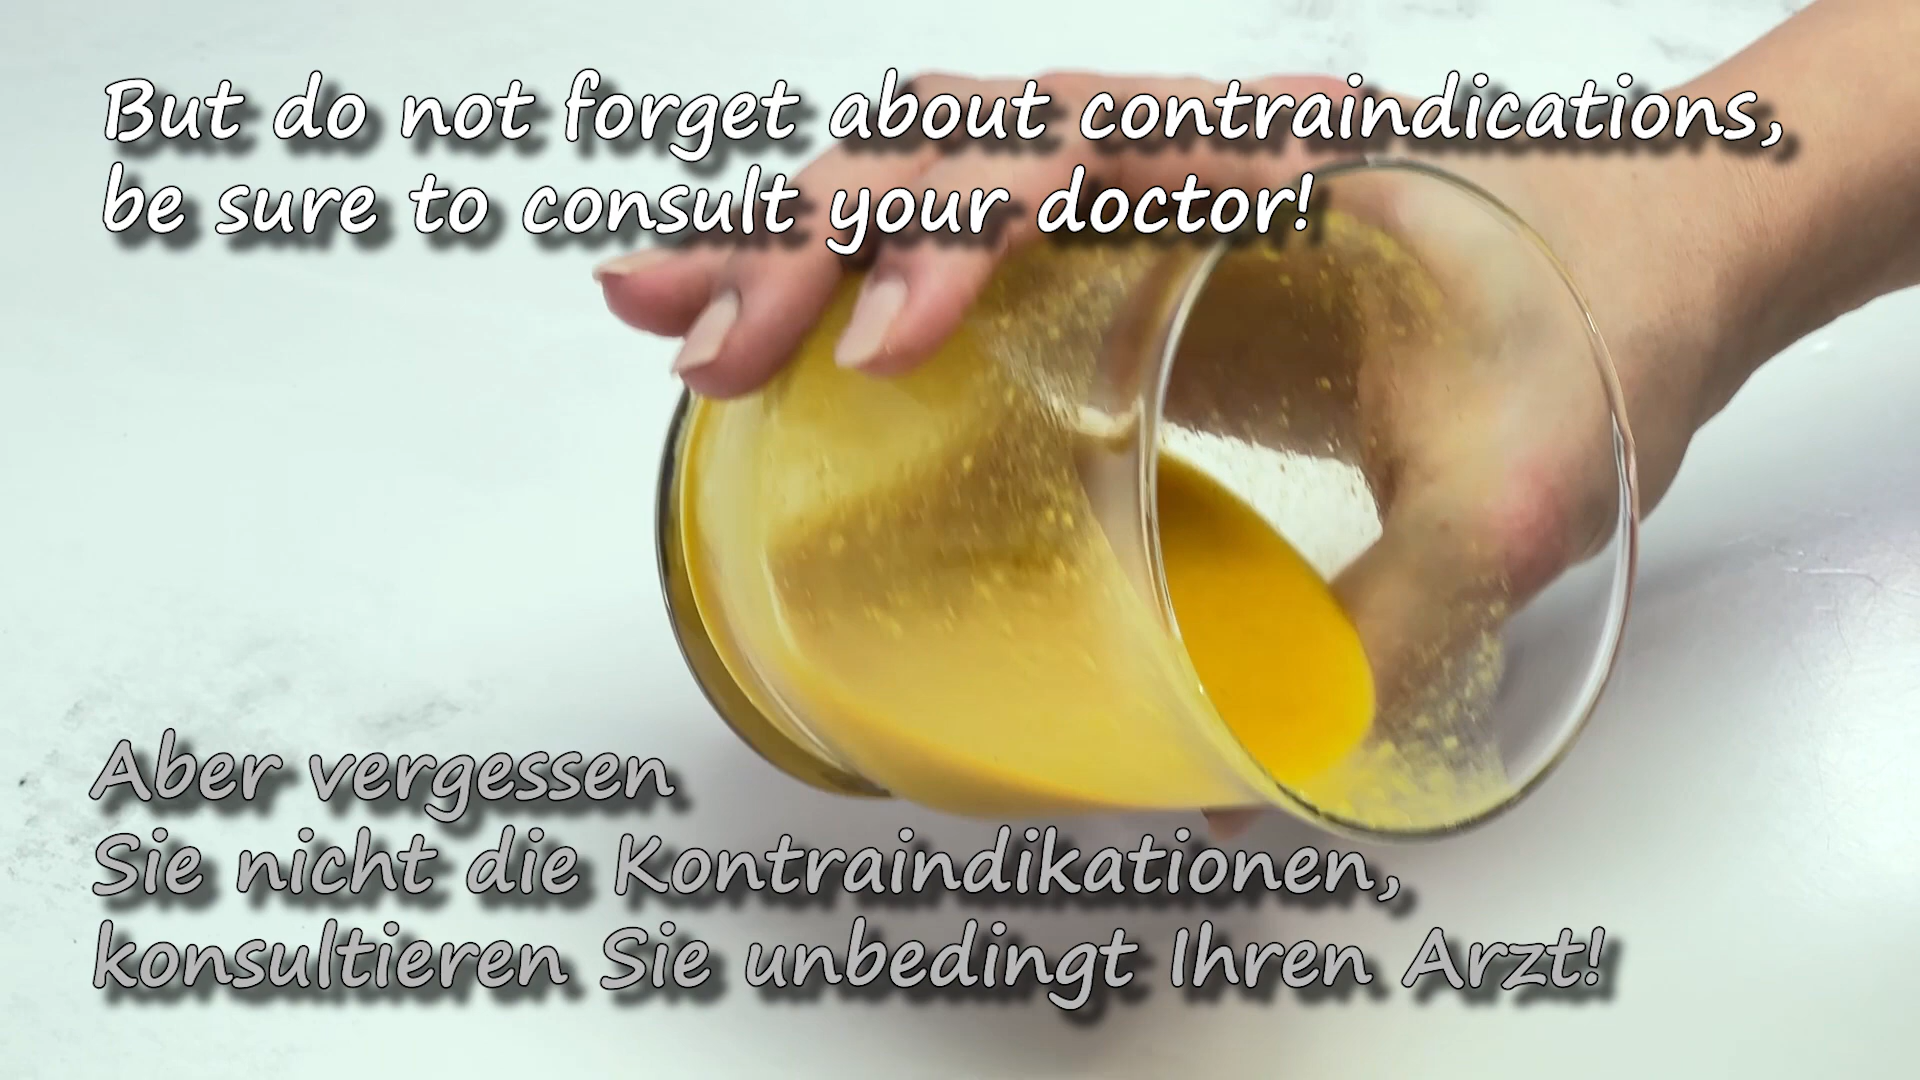 But do not forget about contraindications,
be sure to consult your doctor!
Aber vergessen
Sie nicht die Kontraindikationen,
konsultieren Sie unbedingt Ihren Arzt!